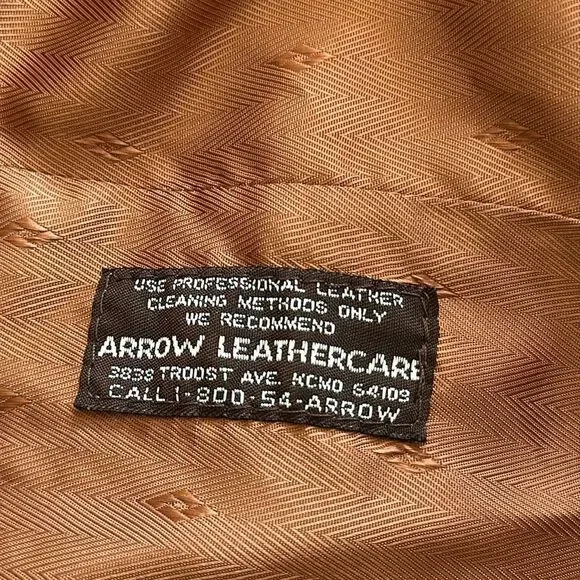 USE PROFESSIONAL LEATHER
CLEANING METHODS ONLY
WE RECOMMEND
ARROW LEATHERCARE
3838 TROOST AVE. KCMO 64109
CALL 1-800-54-ARROW